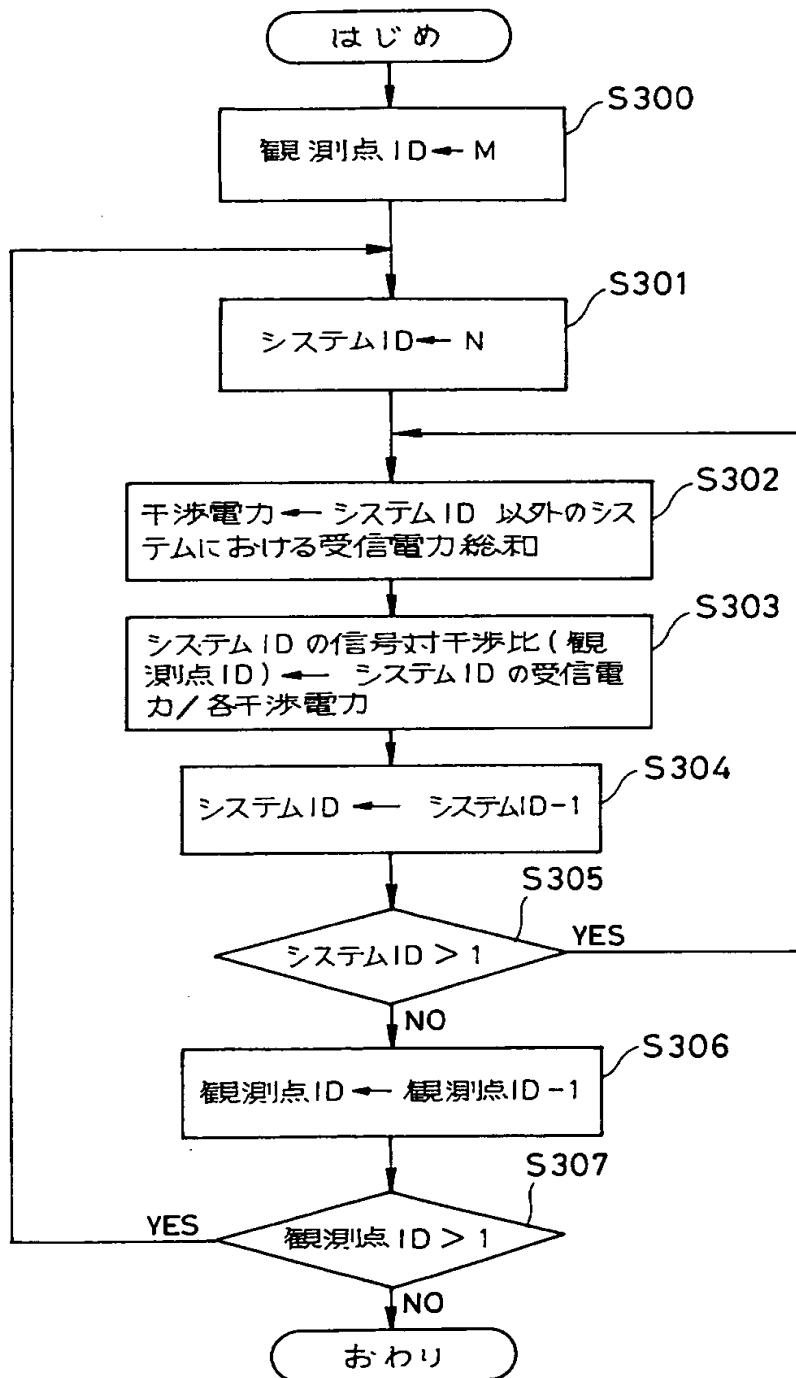 はじめ
S300
観測点ID←M
S301
システムID←N
S302
干渉電力←システムID 以外のシス
テムにおける受信電力総和
S303
システムIDの信号対干渉比(観
測点ID)← システムIDの受信電
力/各干渉電力
S304
システムID ← システムID-1
S305
システムID > 1
YES
NO
S306
観測点ID ← 観測点ID-1
S307
観測点ID > 1
YES
NO
おわり